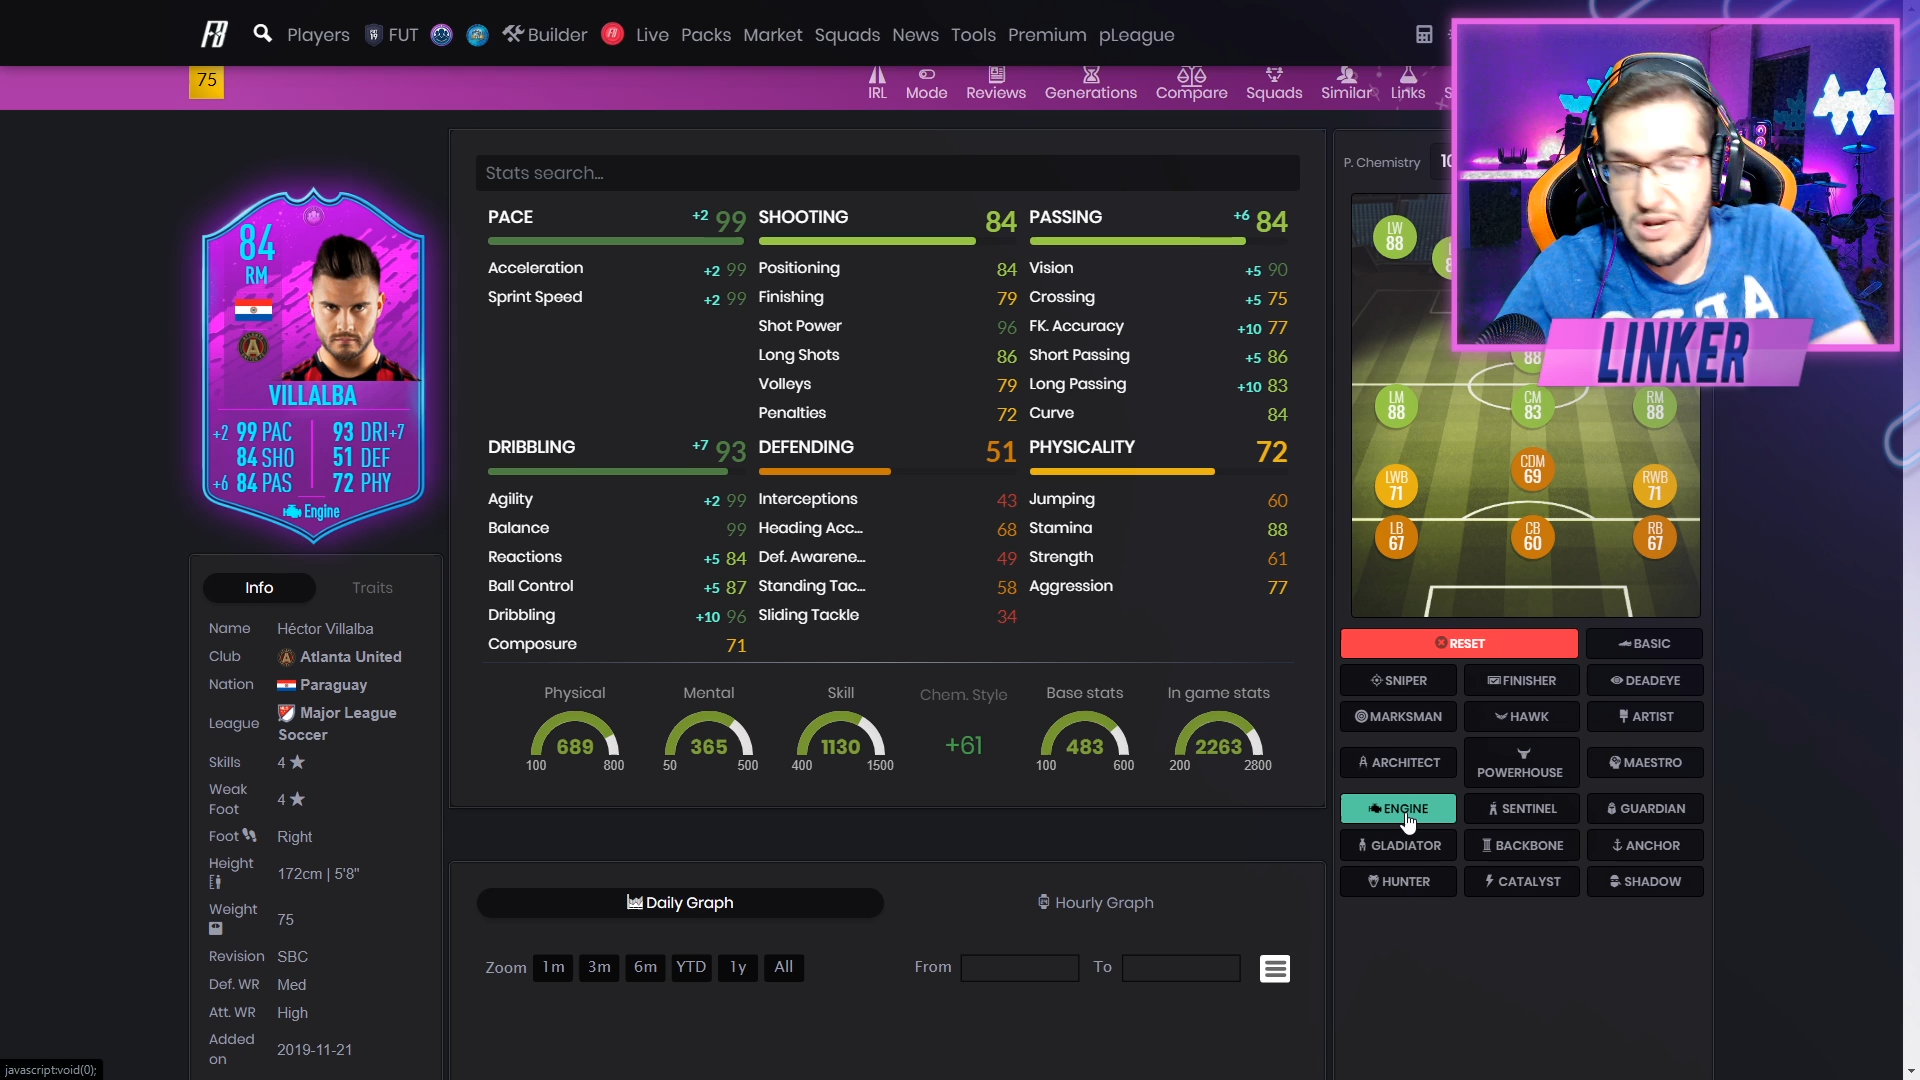 Players FUT Builder Live Packs Market Squads News Tools Premium pLeague
75
IRL Mode Reviews Generations Compare Squads Similar Links
Stats search...
PACE +2 99 SHOOTING 84 PASSING +6 84
Acceleration +2 99 Positioning 84 Vision +5 90
Sprint Speed +2 99 Finishing 79 Crossing +5 75
Shot Power 96 FK. Accuracy +10 77
Long Shots 86 Short Passing +5 86
Volleys 79 Long Passing +10 83
Penalties 72 Curve 84
DRIBBLING +7 93 DEFENDING 51 PHYSICALITY 72
Agility +2 99 Interceptions 43 Jumping 60
Balance 99 Heading Acc... 68 Stamina 88
Reactions +5 84 Def. Awarene... 49 Strength 61
Ball Control +5 87 Standing Tac... 58 Aggression 77
Dribbling +10 96 Sliding Tackle 34
Composure 71
Physical Mental Skill Chem. Style Base stats In game stats
689 365 1130 +61 483 2263
100 800 50 500 400 1500 100 600 200 2800
84
RM
VILLALBA
+2 99 PAC 93 DRI+7
84 SHO 51 DEF
+6 84 PAS 72 PHY
Engine
Info Traits
Name Héctor Villalba
Club Atlanta United
Nation Paraguay
League Major League
Soccer
Skills 4
Weak
Foot 4
Foot Right
Height 172cm | 5'8"
Weight 75
Revision SBC
Def. WR Med
Att. WR High
Added
on 2019-11-21
Daily Graph Hourly Graph
Zoom 1m 3m 6m YTD 1y All From To
P. Chemistry 10
LW
88
88
LM
88
CM
83
RM
88
LWB
71
CDM
69
RWB
71
LB
67
CB
60
RB
67
LINKER
RESET BASIC
SNIPER FINISHER DEADEYE
MARKSMAN HAWK ARTIST
ARCHITECT POWERHOUSE MAESTRO
ENGINE SENTINEL GUARDIAN
GLADIATOR BACKBONE ANCHOR
HUNTER CATALYST SHADOW
javascript:void(0);